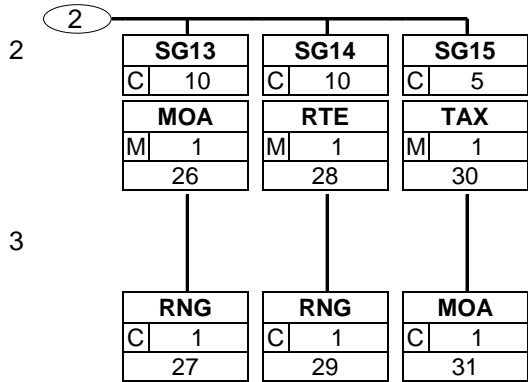 2
2 SG13 SG14 SG15
C 10 C 10 C 5
MOA RTE TAX
M 1 M 1 M 1
26 28 30
3
RNG RNG MOA
C 1 C 1 C 1
27 29 31